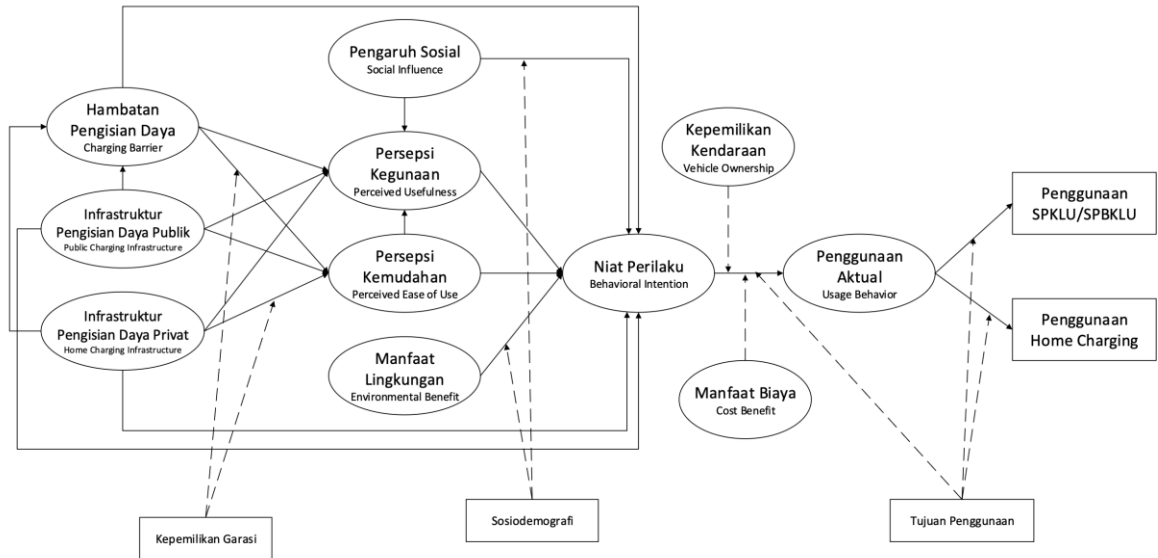 Pengaruh Sosial
Social Influence
Hambatan
Pengisian Daya
Charging Barrier
Kepemilikan
Kendaraan
Vehicle Ownership
Persepsi
Kegunaan
Perceived Usefulness
Penggunaan
SPKLU/SPBKLU
Infrastruktur
Pengisian Daya Publik
Public Charging Infrastructure
Persepsi
Kemudahan
Perceived Ease of Use
Niat Perilaku
Behavioral Intention
Penggunaan
Aktual
Usage Behavior
Infrastruktur
Pengisian Daya Privat
Home Charging Infrastructure
Penggunaan
Home Charging
Manfaat
Lingkungan
Environmental Benefit
Manfaat Biaya
Cost Benefit
Kepemilikan Garasi
Sosiodemografi
Tujuan Penggunaan